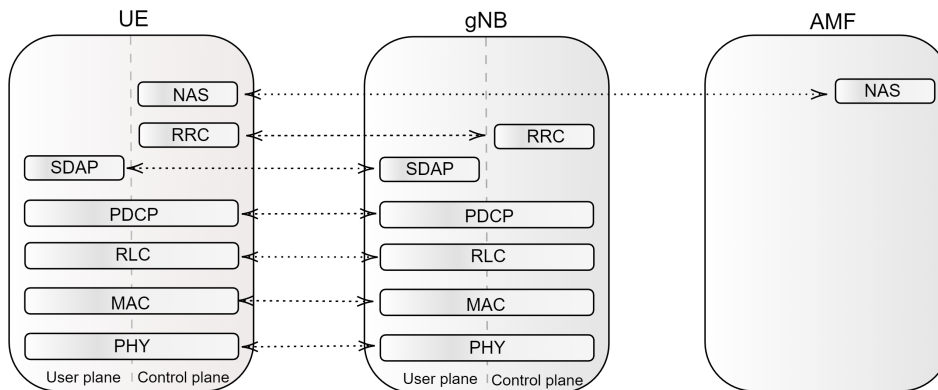 UE
gNB
AMF
NAS
NAS
RRC
RRC
SDAP
SDAP
PDCP
PDCP
RLC
RLC
MAC
MAC
PHY
PHY
User plane
Control plane
User plane
Control plane